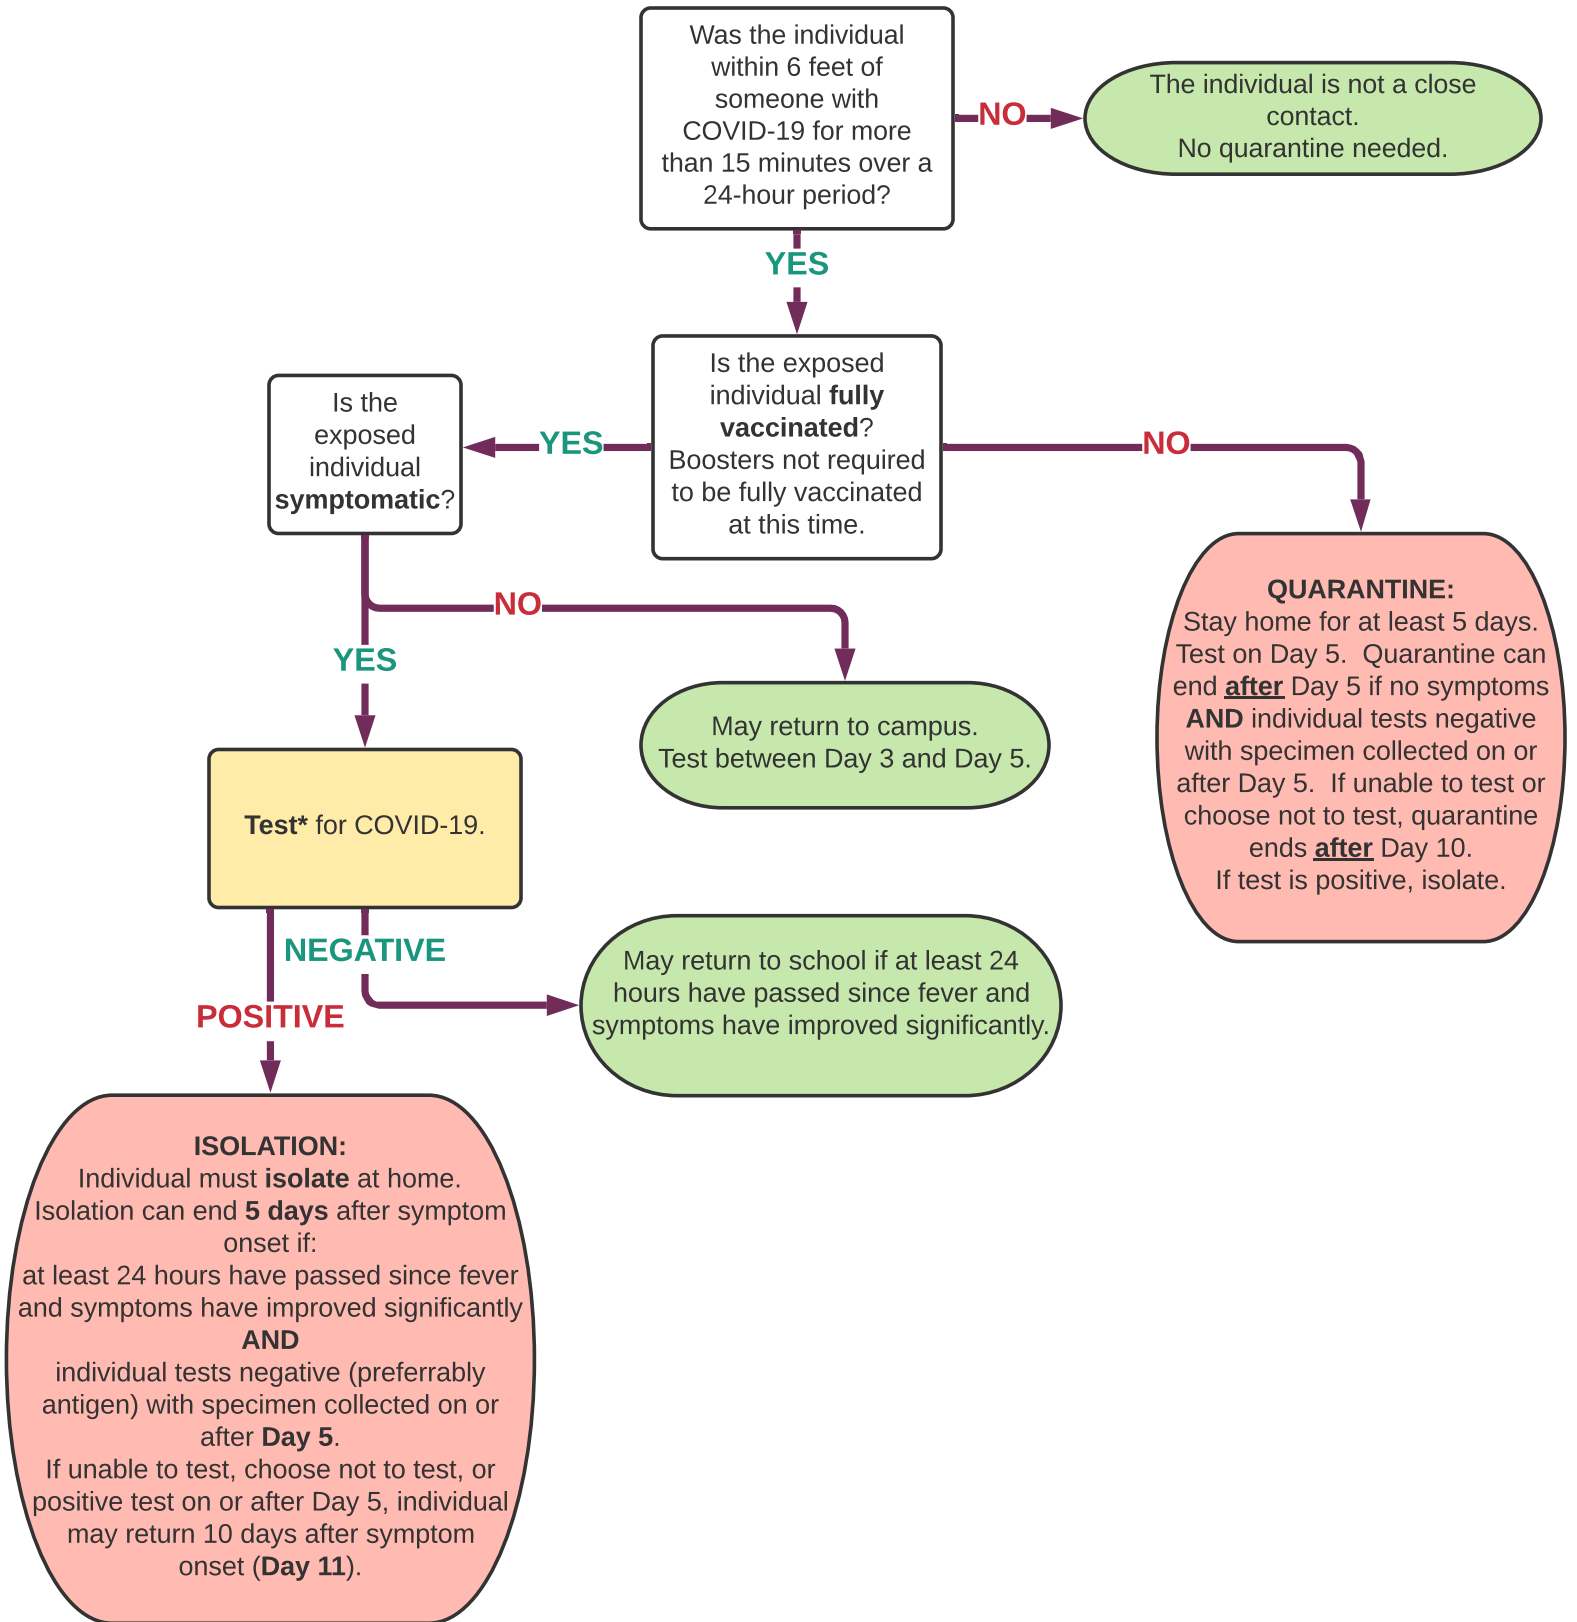 Was the individual
within 6 feet of
someone with
COVID-19 for more
than 15 minutes over a
24-hour period?
NO
The individual is not a close
contact.
No quarantine needed.
YES
Is the exposed
individual fully
vaccinated?
Boosters not required
to be fully vaccinated
at this time.
YES
Is the
exposed
individual
symptomatic?
NO
QUARANTINE:
Stay home for at least 5 days.
Test on Day 5.  Quarantine can
end after Day 5 if no symptoms
AND individual tests negative
with specimen collected on or
after Day 5.  If unable to test or
choose not to test, quarantine
ends after Day 10.
If test is positive, isolate.
NO
May return to campus.
Test between Day 3 and Day 5.
YES
Test* for COVID-19.
NEGATIVE
May return to school if at least 24
hours have passed since fever and
symptoms have improved significantly.
POSITIVE
ISOLATION:
Individual must isolate at home.
Isolation can end 5 days after symptom
onset if:
at least 24 hours have passed since fever
and symptoms have improved significantly
AND
individual tests negative (preferrably
antigen) with specimen collected on or
after Day 5.
If unable to test, choose not to test, or
positive test on or after Day 5, individual
may return 10 days after symptom
onset (Day 11).